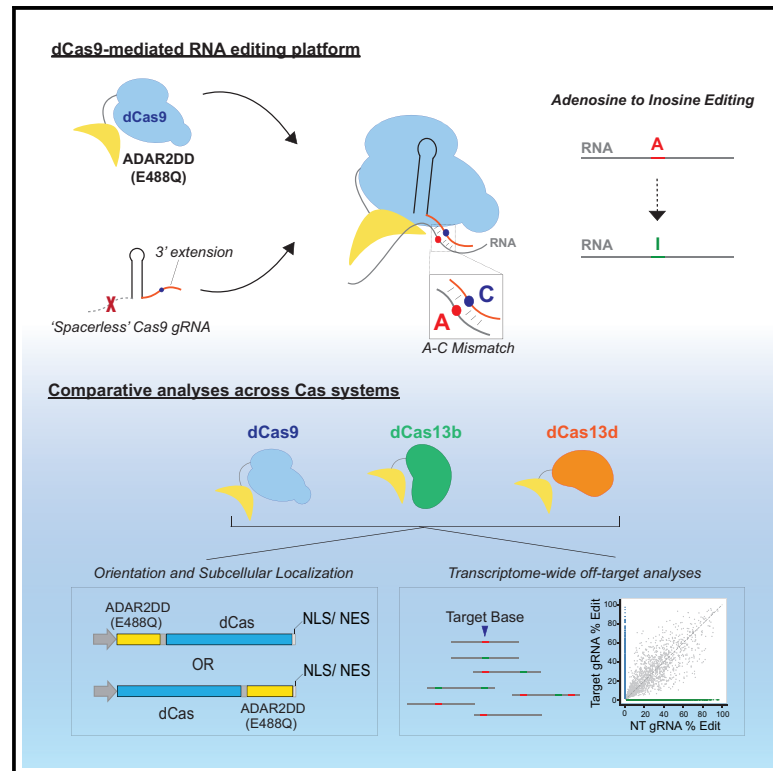 dCas9-mediated RNA editing platform
dCas9
ADAR2DD
(E488Q)
3' extension
X
'Spacerless' Cas9 gRNA
RNA
C
A
A-C Mismatch
Adenosine to Inosine Editing
RNA
A
RNA
I
Comparative analyses across Cas systems
dCas9
dCas13b
dCas13d
Orientation and Subcellular Localization
ADAR2DD
(E488Q)
dCas
NLS/ NES
OR
NLS/ NES
dCas
ADAR2DD
(E488Q)
Transcriptome-wide off-target analyses
Target Base
Target gRNA % Edit
100
80
60
40
20
0
0 20 40 60 80 100
NT gRNA % Edit